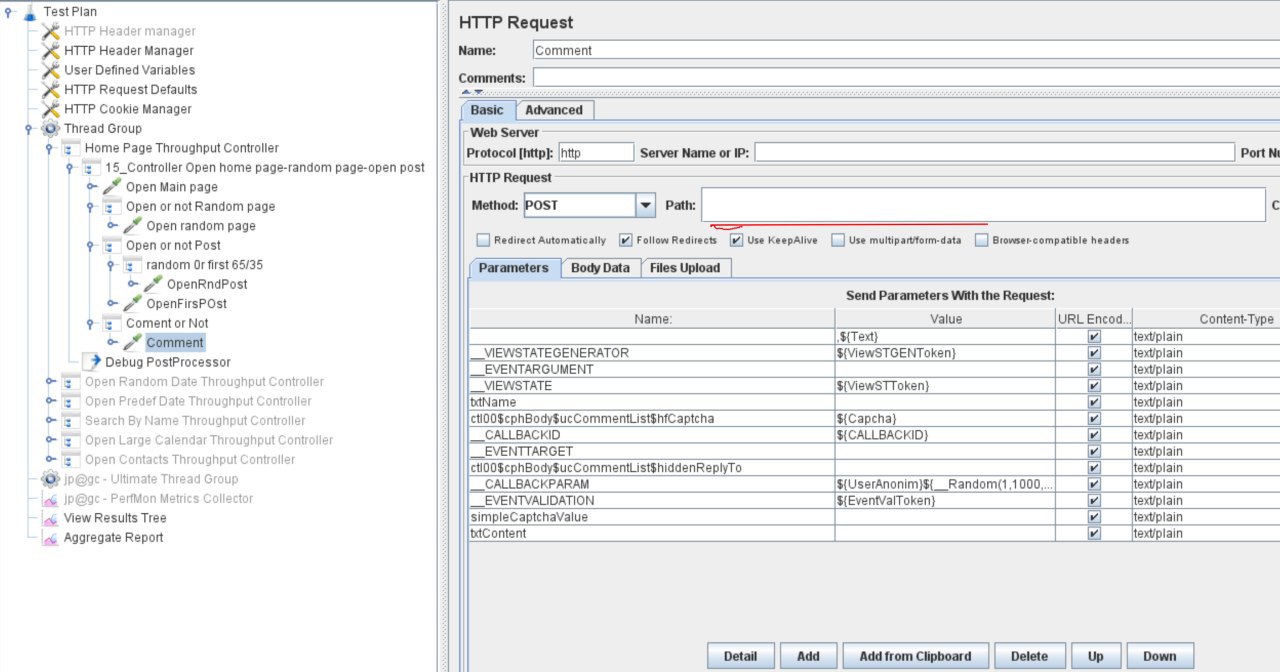 Test Plan
HTTP Header manager
HTTP Header Manager
User Defined Variables
HTTP Request Defaults
HTTP Cookie Manager
Thread Group
Home Page Throughput Controller
15_Controller Open home page-random page-open post
Open Main page
Open or not Random page
Open random page
Open or not Post
random 0r first 65/35
OpenRndPost
OpenFirsPOst
Coment or Not
Comment
Debug PostProcessor
Open Random Date Throughput Controller
Open Predef Date Throughput Controller
Search By Name Throughput Controller
Open Large Calendar Throughput Controller
Open Contacts Throughput Controller
jp@gc - Ultimate Thread Group
jp@gc - PerfMon Metrics Collector
View Results Tree
Aggregate Report
HTTP Request
Name: Comment
Comments:
Basic Advanced
Web Server
Protocol [http]: http Server Name or IP: Port Nu
HTTP Request
Method: POST Path: C
Redirect Automatically Follow Redirects Use KeepAlive Use multipart/form-data Browser-compatible headers
Parameters Body Data Files Upload
Send Parameters With the Request:
Name: Value URL Encod... Content-Type
,${Text} text/plain
__VIEWSTATEGENERATOR ${ViewSTGENToken} text/plain
__EVENTARGUMENT text/plain
__VIEWSTATE ${ViewSTToken} text/plain
txtName text/plain
ctl00$cphBody$ucCommentList$hfCaptcha ${Capcha} text/plain
__CALLBACKID ${CALLBACKID} text/plain
__EVENTTARGET text/plain
ctl00$cphBody$ucCommentList$hiddenReplyTo text/plain
__CALLBACKPARAM ${UserAnonim}${__Random(1,1000,... text/plain
__EVENTVALIDATION ${EventValToken} text/plain
simpleCaptchaValue text/plain
txtContent text/plain
Detail Add Add from Clipboard Delete Up Down